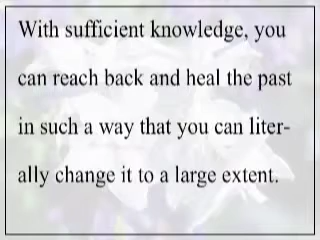 With sufficient knowledge, you
can reach back and heal the past
in such a way that you can liter-
ally change it to a large extent.